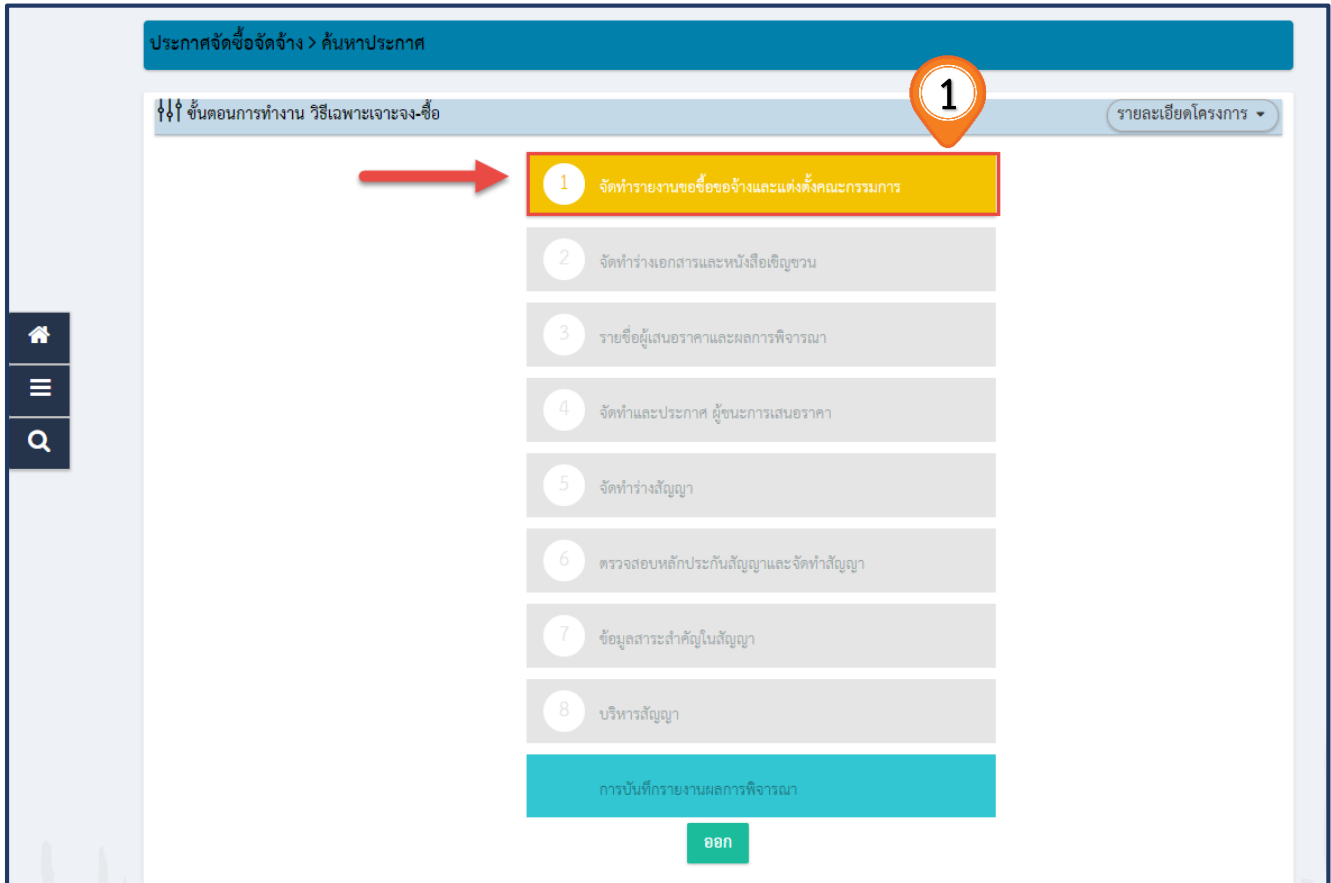 ประกาศจัดซื้อจัดจ้าง > ค้นหาประกาศ
1
ขั้นตอนการทำงาน วิธีเฉพาะเจาะจง-ซื้อ
รายละเอียดโครงการ
1 จัดทำรายงานขอซื้อขอจ้างและแต่งตั้งคณะกรรมการ
2 จัดทำร่างเอกสารและหนังสือเชิญชวน
3 รายชื่อผู้เสนอราคาและผลการพิจารณา
4 จัดทำและประกาศ ผู้ชนะการเสนอราคา
5 จัดทำร่างสัญญา
6 ตรวจสอบหลักประกันสัญญาและจัดทำสัญญา
7 ข้อมูลสาระสำคัญในสัญญา
8 บริหารสัญญา
การบันทึกรายงานผลการพิจารณา
ออก